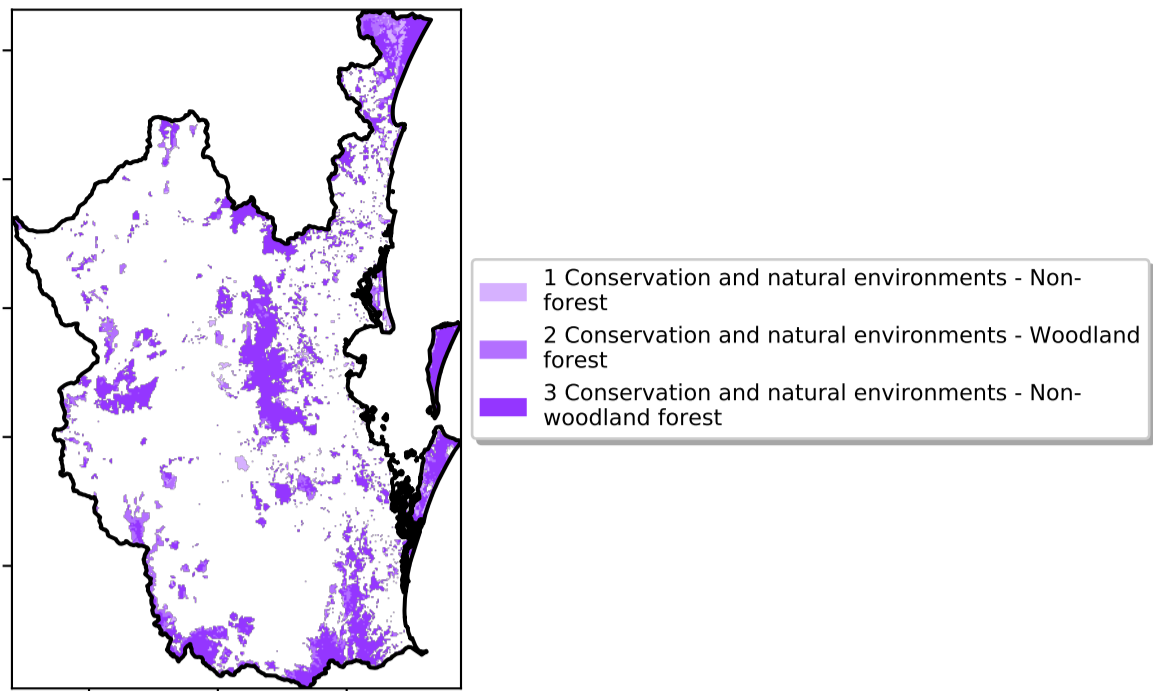 1 Conservation and natural environments - Non-
forest
2 Conservation and natural environments - Woodland
forest
3 Conservation and natural environments - Non-
woodland forest